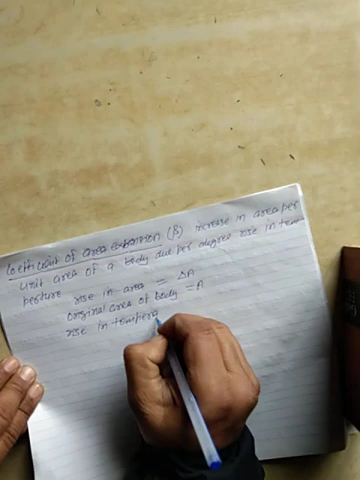 Coefficient of area expansion (β) increase in area per
unit area of a body due per degree rise in tem
perture rise in area = ΔA
original area of body = A
rise in tempera